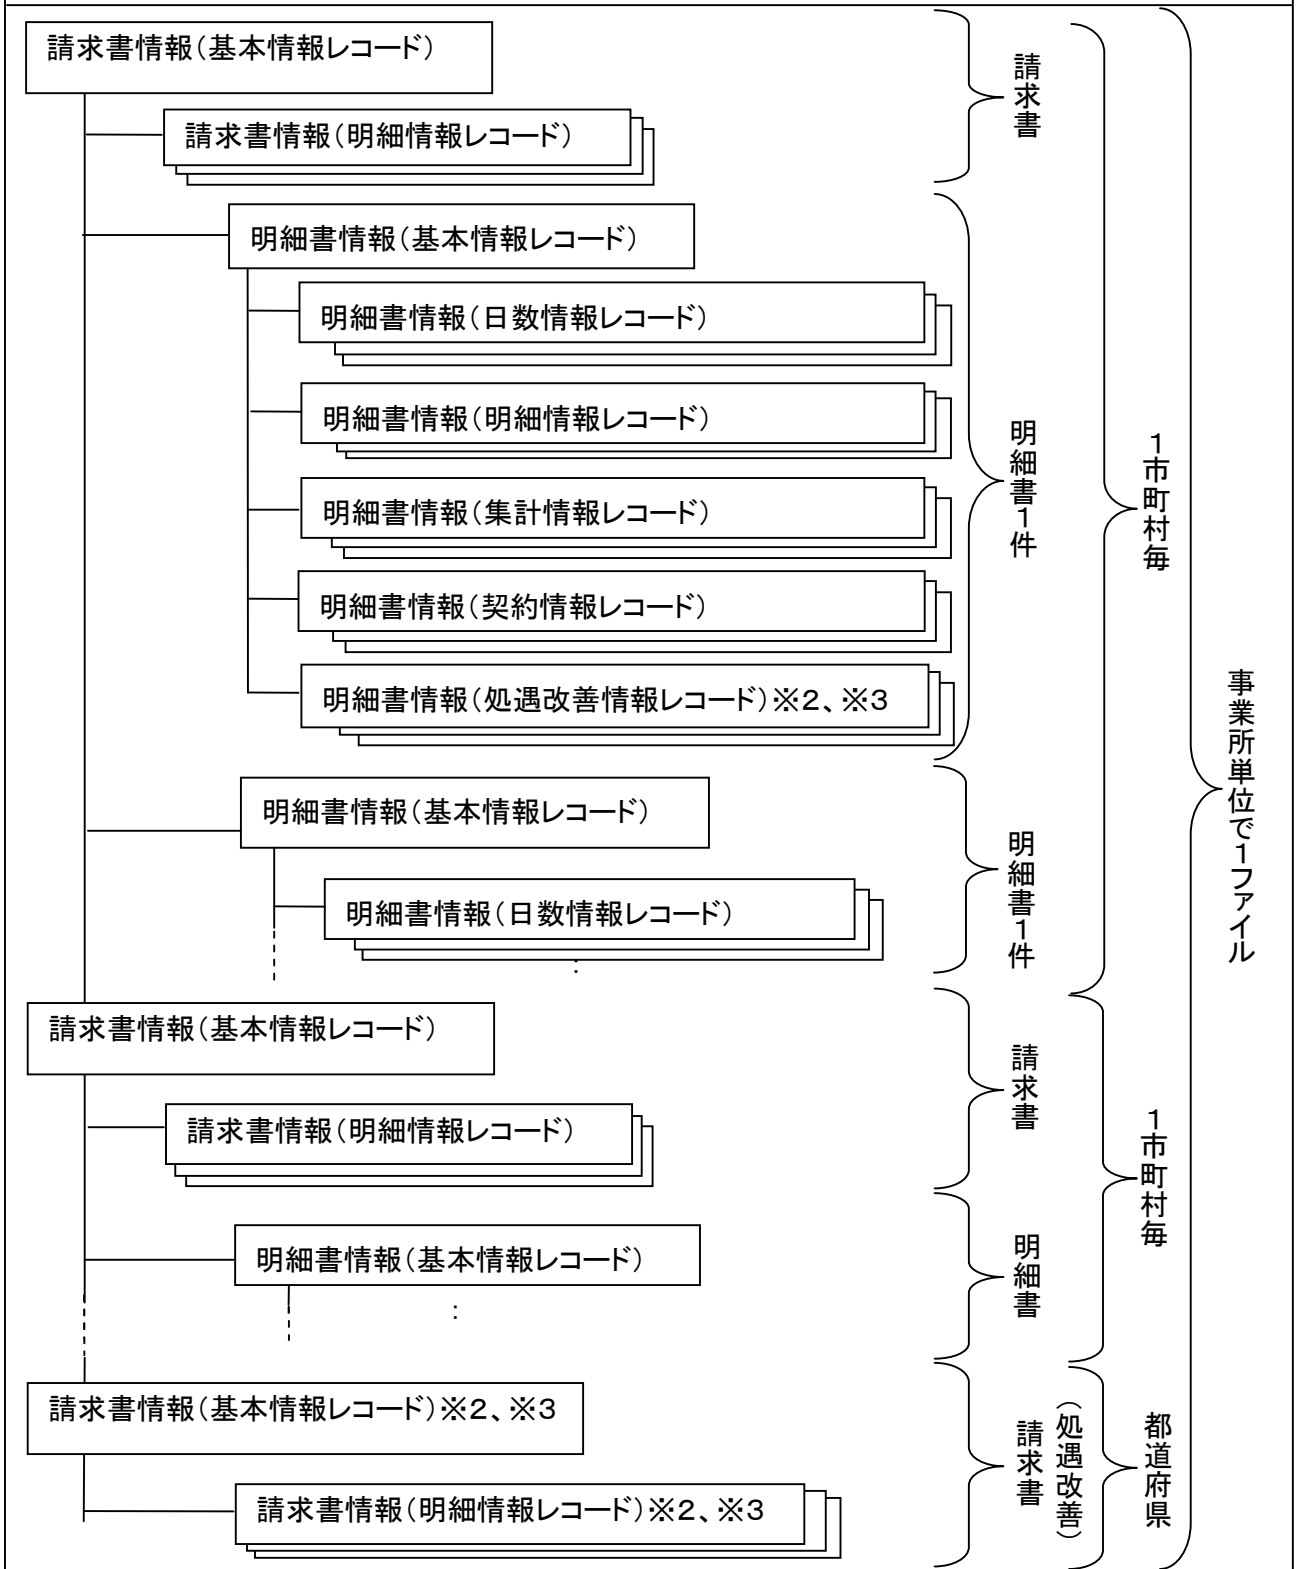 請求書情報（基本情報レコード）
請求書情報（明細情報レコード）
請求書
明細書情報（基本情報レコード）
明細書情報（日数情報レコード）
明細書情報（明細情報レコード）
明細書情報（集計情報レコード）
明細書情報（契約情報レコード）
明細書情報（処遇改善情報レコード）※２、※３
明細書１件
明細書情報（基本情報レコード）
明細書情報（日数情報レコード）
：
明細書１件
１市町村毎
請求書情報（基本情報レコード）
請求書情報（明細情報レコード）
請求書
明細書情報（基本情報レコード）
：
明細書
１市町村毎
請求書情報（基本情報レコード）※２、※３
請求書情報（明細情報レコード）※２、※３
請求書
（処遇改善）
都道府県
事業所単位で１ファイル